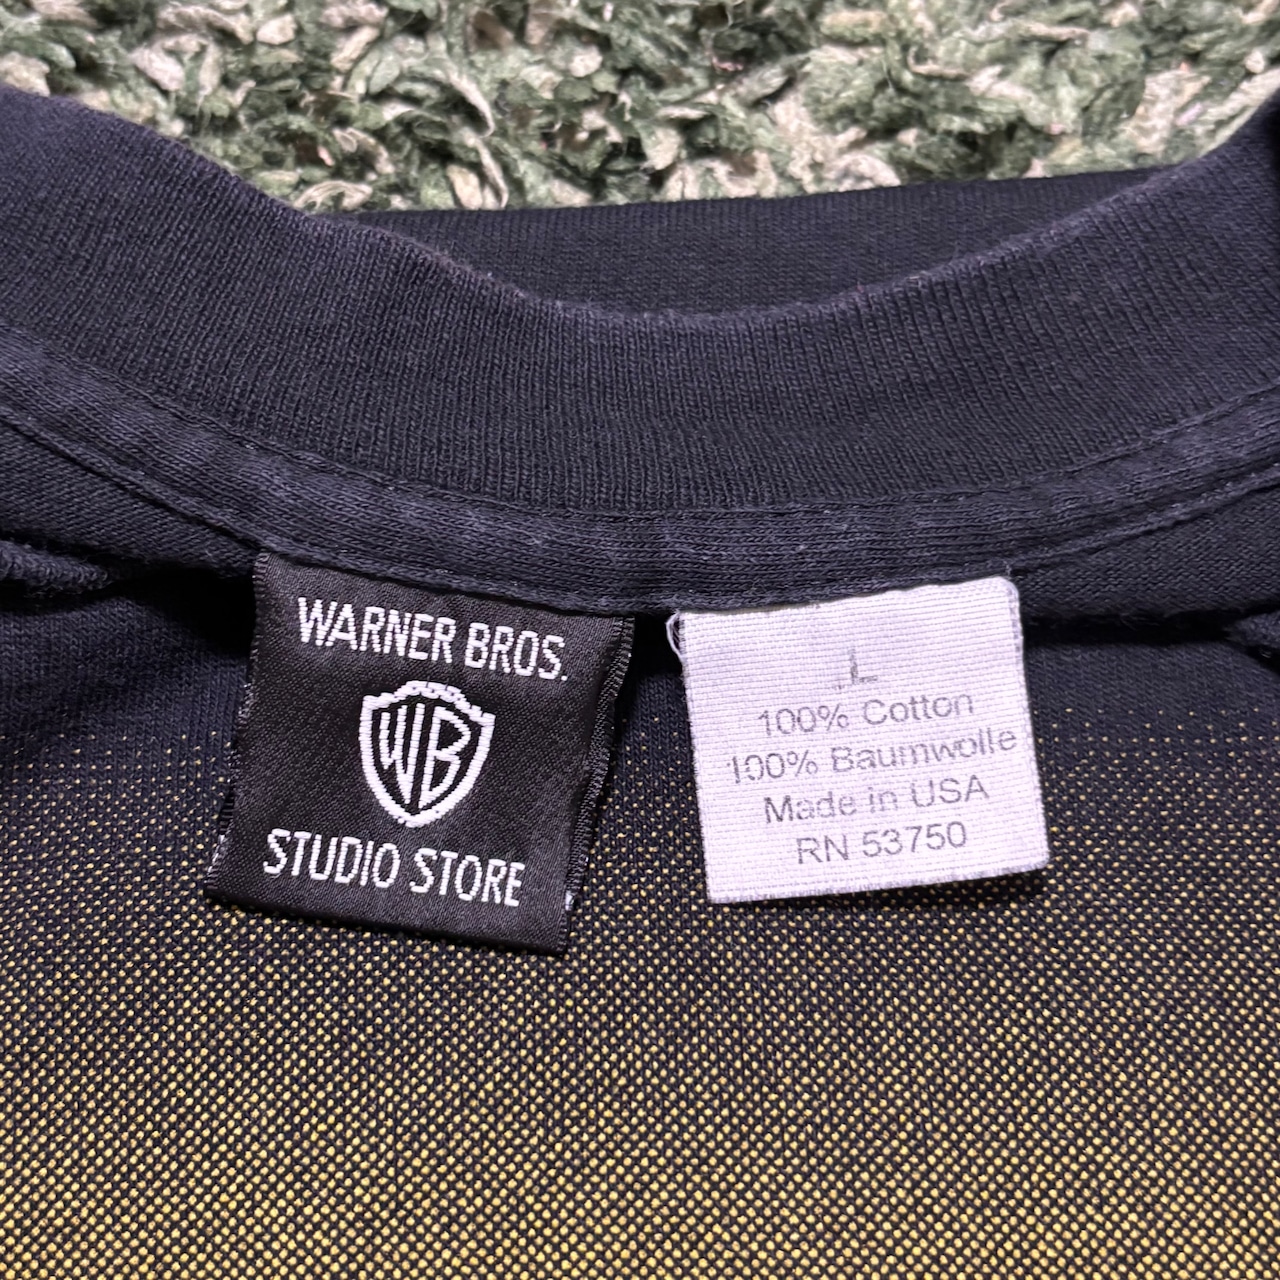 WARNER BROS.
WB
STUDIO STORE
L
100% Cotton
100% Baumwolle
Made in USA
RN 53750